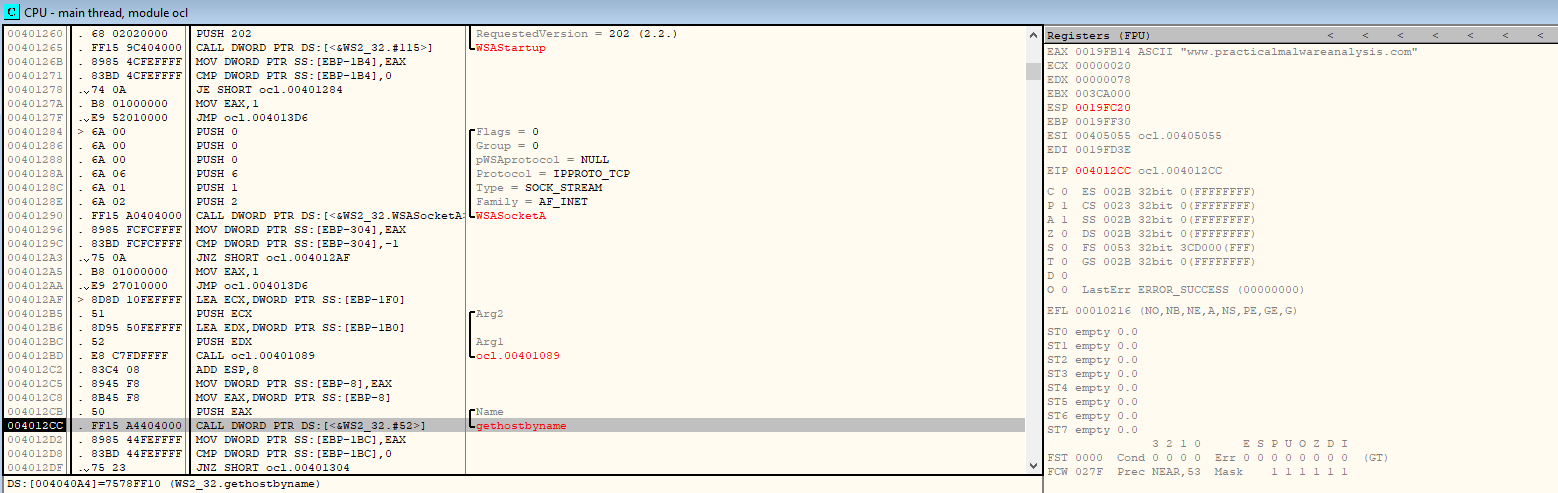 C CPU - main thread, module ocl
00401260 . 68 02020000 PUSH 202 RequestedVersion = 202 (2.2.)
00401265 . FF15 9C404000 CALL DWORD PTR DS:[<&WS2_32.#115>] WSAStartup
0040126B . 8985 4CFEFFFF MOV DWORD PTR SS:[EBP-1B4],EAX
00401271 . 83BD 4CFEFFFF CMP DWORD PTR SS:[EBP-1B4],0
00401278 . 74 0A JE SHORT ocl.00401284
0040127A . B8 01000000 MOV EAX,1
0040127F . E9 52010000 JMP ocl.004013D6
00401284 > 6A 00 PUSH 0 Flags = 0
00401286 . 6A 00 PUSH 0 Group = 0
00401288 . 6A 00 PUSH 0 pWSAprotocol = NULL
0040128A . 6A 06 PUSH 6 Protocol = IPPROTO_TCP
0040128C . 6A 01 PUSH 1 Type = SOCK_STREAM
0040128E . 6A 02 PUSH 2 Family = AF_INET
00401290 . FF15 A0404000 CALL DWORD PTR DS:[<&WS2_32.WSASocketA> WSASocketA
00401296 . 8985 FCFCFFFF MOV DWORD PTR SS:[EBP-304],EAX
0040129C . 83BD FCFCFFFF CMP DWORD PTR SS:[EBP-304],-1
004012A3 . 75 0A JNZ SHORT ocl.004012AF
004012A5 . B8 01000000 MOV EAX,1
004012AA . E9 27010000 JMP ocl.004013D6
004012AF > 8D8D 10FEFFFF LEA ECX,DWORD PTR SS:[EBP-1F0]
004012B5 . 51 PUSH ECX Arg2
004012B6 . 8D95 50FEFFFF LEA EDX,DWORD PTR SS:[EBP-1B0]
004012BC . 52 PUSH EDX Arg1
004012BD . E8 C7FDFFFF CALL ocl.00401089 ocl.00401089
004012C2 . 83C4 08 ADD ESP,8
004012C5 . 8945 F8 MOV DWORD PTR SS:[EBP-8],EAX
004012C8 . 8B45 F8 MOV EAX,DWORD PTR SS:[EBP-8]
004012CB . 50 PUSH EAX Name
004012CC . FF15 A4404000 CALL DWORD PTR DS:[<&WS2_32.#52>] gethostbyname
004012D2 . 8985 44FEFFFF MOV DWORD PTR SS:[EBP-1BC],EAX
004012D8 . 83BD 44FEFFFF CMP DWORD PTR SS:[EBP-1BC],0
004012DF . 75 23 JNZ SHORT ocl.00401304
DS:[004040A4]=7578FF10 (WS2_32.gethostbyname)
Registers (FPU) < < < < < < <
EAX 0019FB14 ASCII "www.practicalmalwareanalysis.com"
ECX 00000020
EDX 00000078
EBX 003CA000
ESP 0019FC20
EBP 0019FF30
ESI 00405055 ocl.00405055
EDI 0019FD3E
EIP 004012CC ocl.004012CC
C 0 ES 002B 32bit 0(FFFFFFFF)
P 1 CS 0023 32bit 0(FFFFFFFF)
A 1 SS 002B 32bit 0(FFFFFFFF)
Z 0 DS 002B 32bit 0(FFFFFFFF)
S 0 FS 0053 32bit 3CD000(FFF)
T 0 GS 002B 32bit 0(FFFFFFFF)
D 0
O 0 LastErr ERROR_SUCCESS (00000000)
EFL 00010216 (NO,NB,NE,A,NS,PE,GE,G)
ST0 empty 0.0
ST1 empty 0.0
ST2 empty 0.0
ST3 empty 0.0
ST4 empty 0.0
ST5 empty 0.0
ST6 empty 0.0
ST7 empty 0.0
3 2 1 0 E S P U O Z D I
FST 0000 Cond 0 0 0 0 Err 0 0 0 0 0 0 0 0 (GT)
FCW 027F Prec NEAR,53 Mask 1 1 1 1 1 1